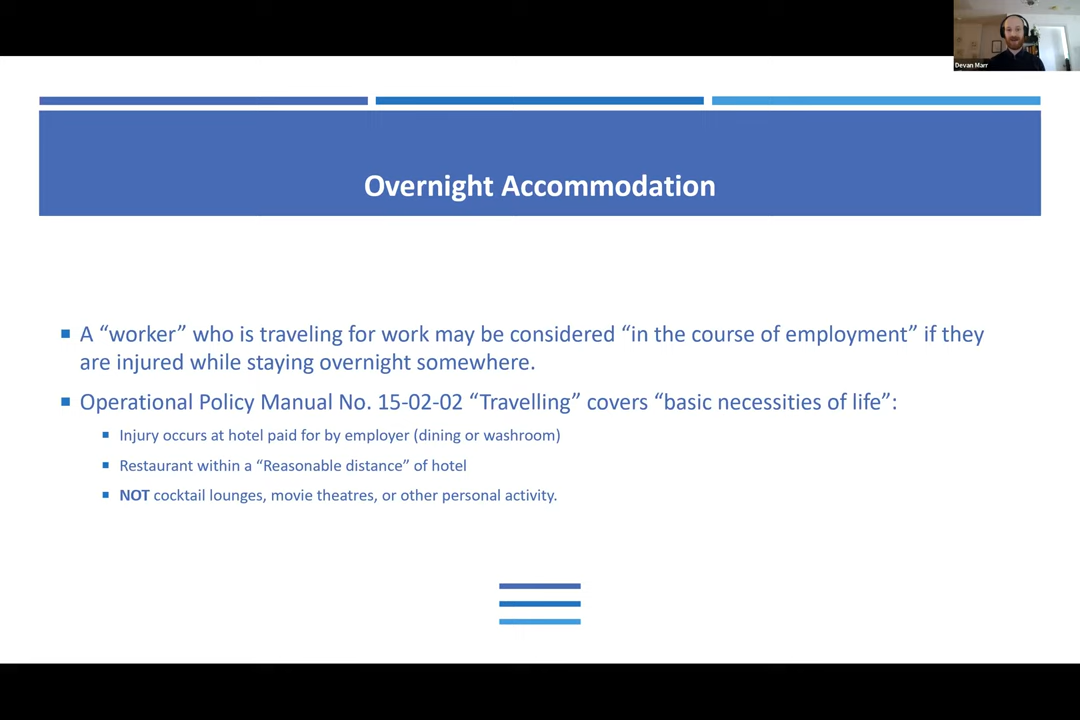 Devan Marr
Overnight Accommodation
A “worker” who is traveling for work may be considered “in the course of employment” if they
are injured while staying overnight somewhere.
Operational Policy Manual No. 15-02-02 “Travelling” covers “basic necessities of life”:
Injury occurs at hotel paid for by employer (dining or washroom)
Restaurant within a “Reasonable distance” of hotel
NOT cocktail lounges, movie theatres, or other personal activity.